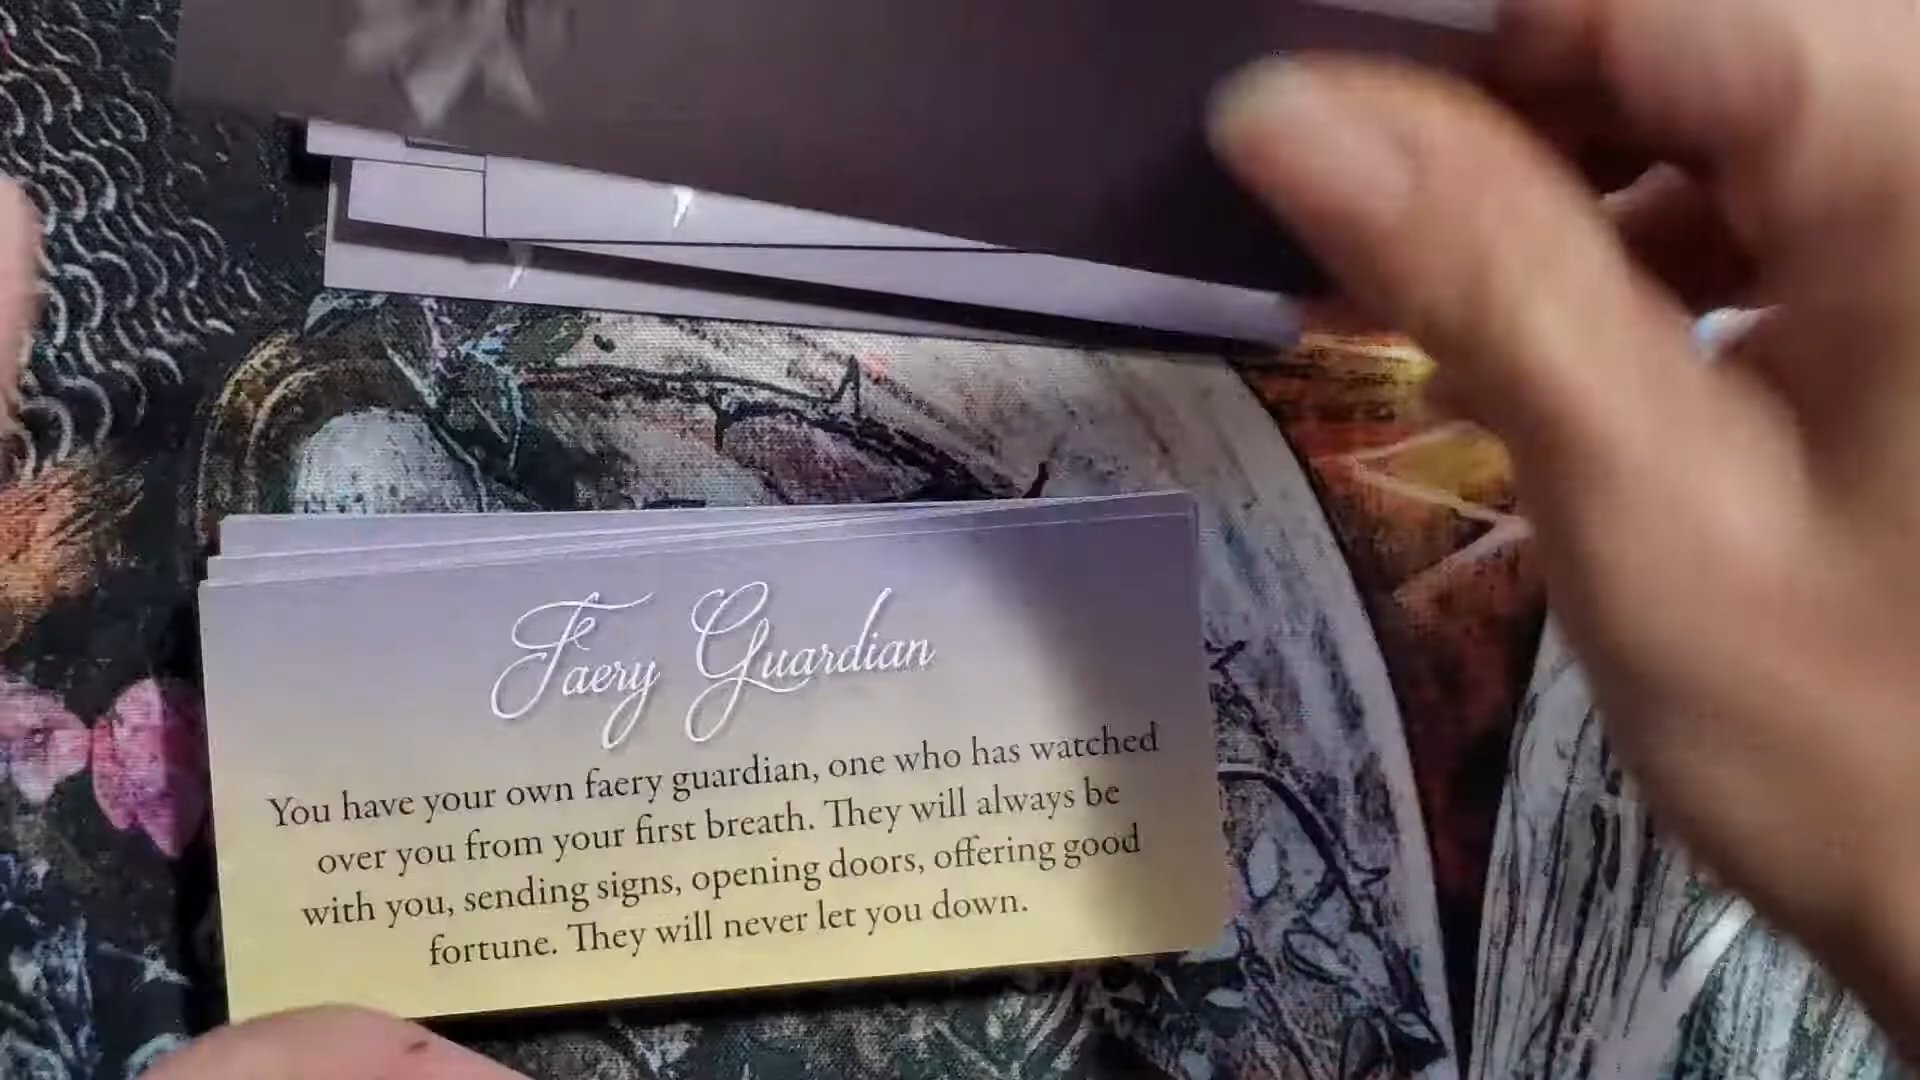 Faery Guardian
You have your own faery guardian, one who has watched
over you from your first breath. They will always be
with you, sending signs, opening doors, offering good
fortune. They will never let you down.